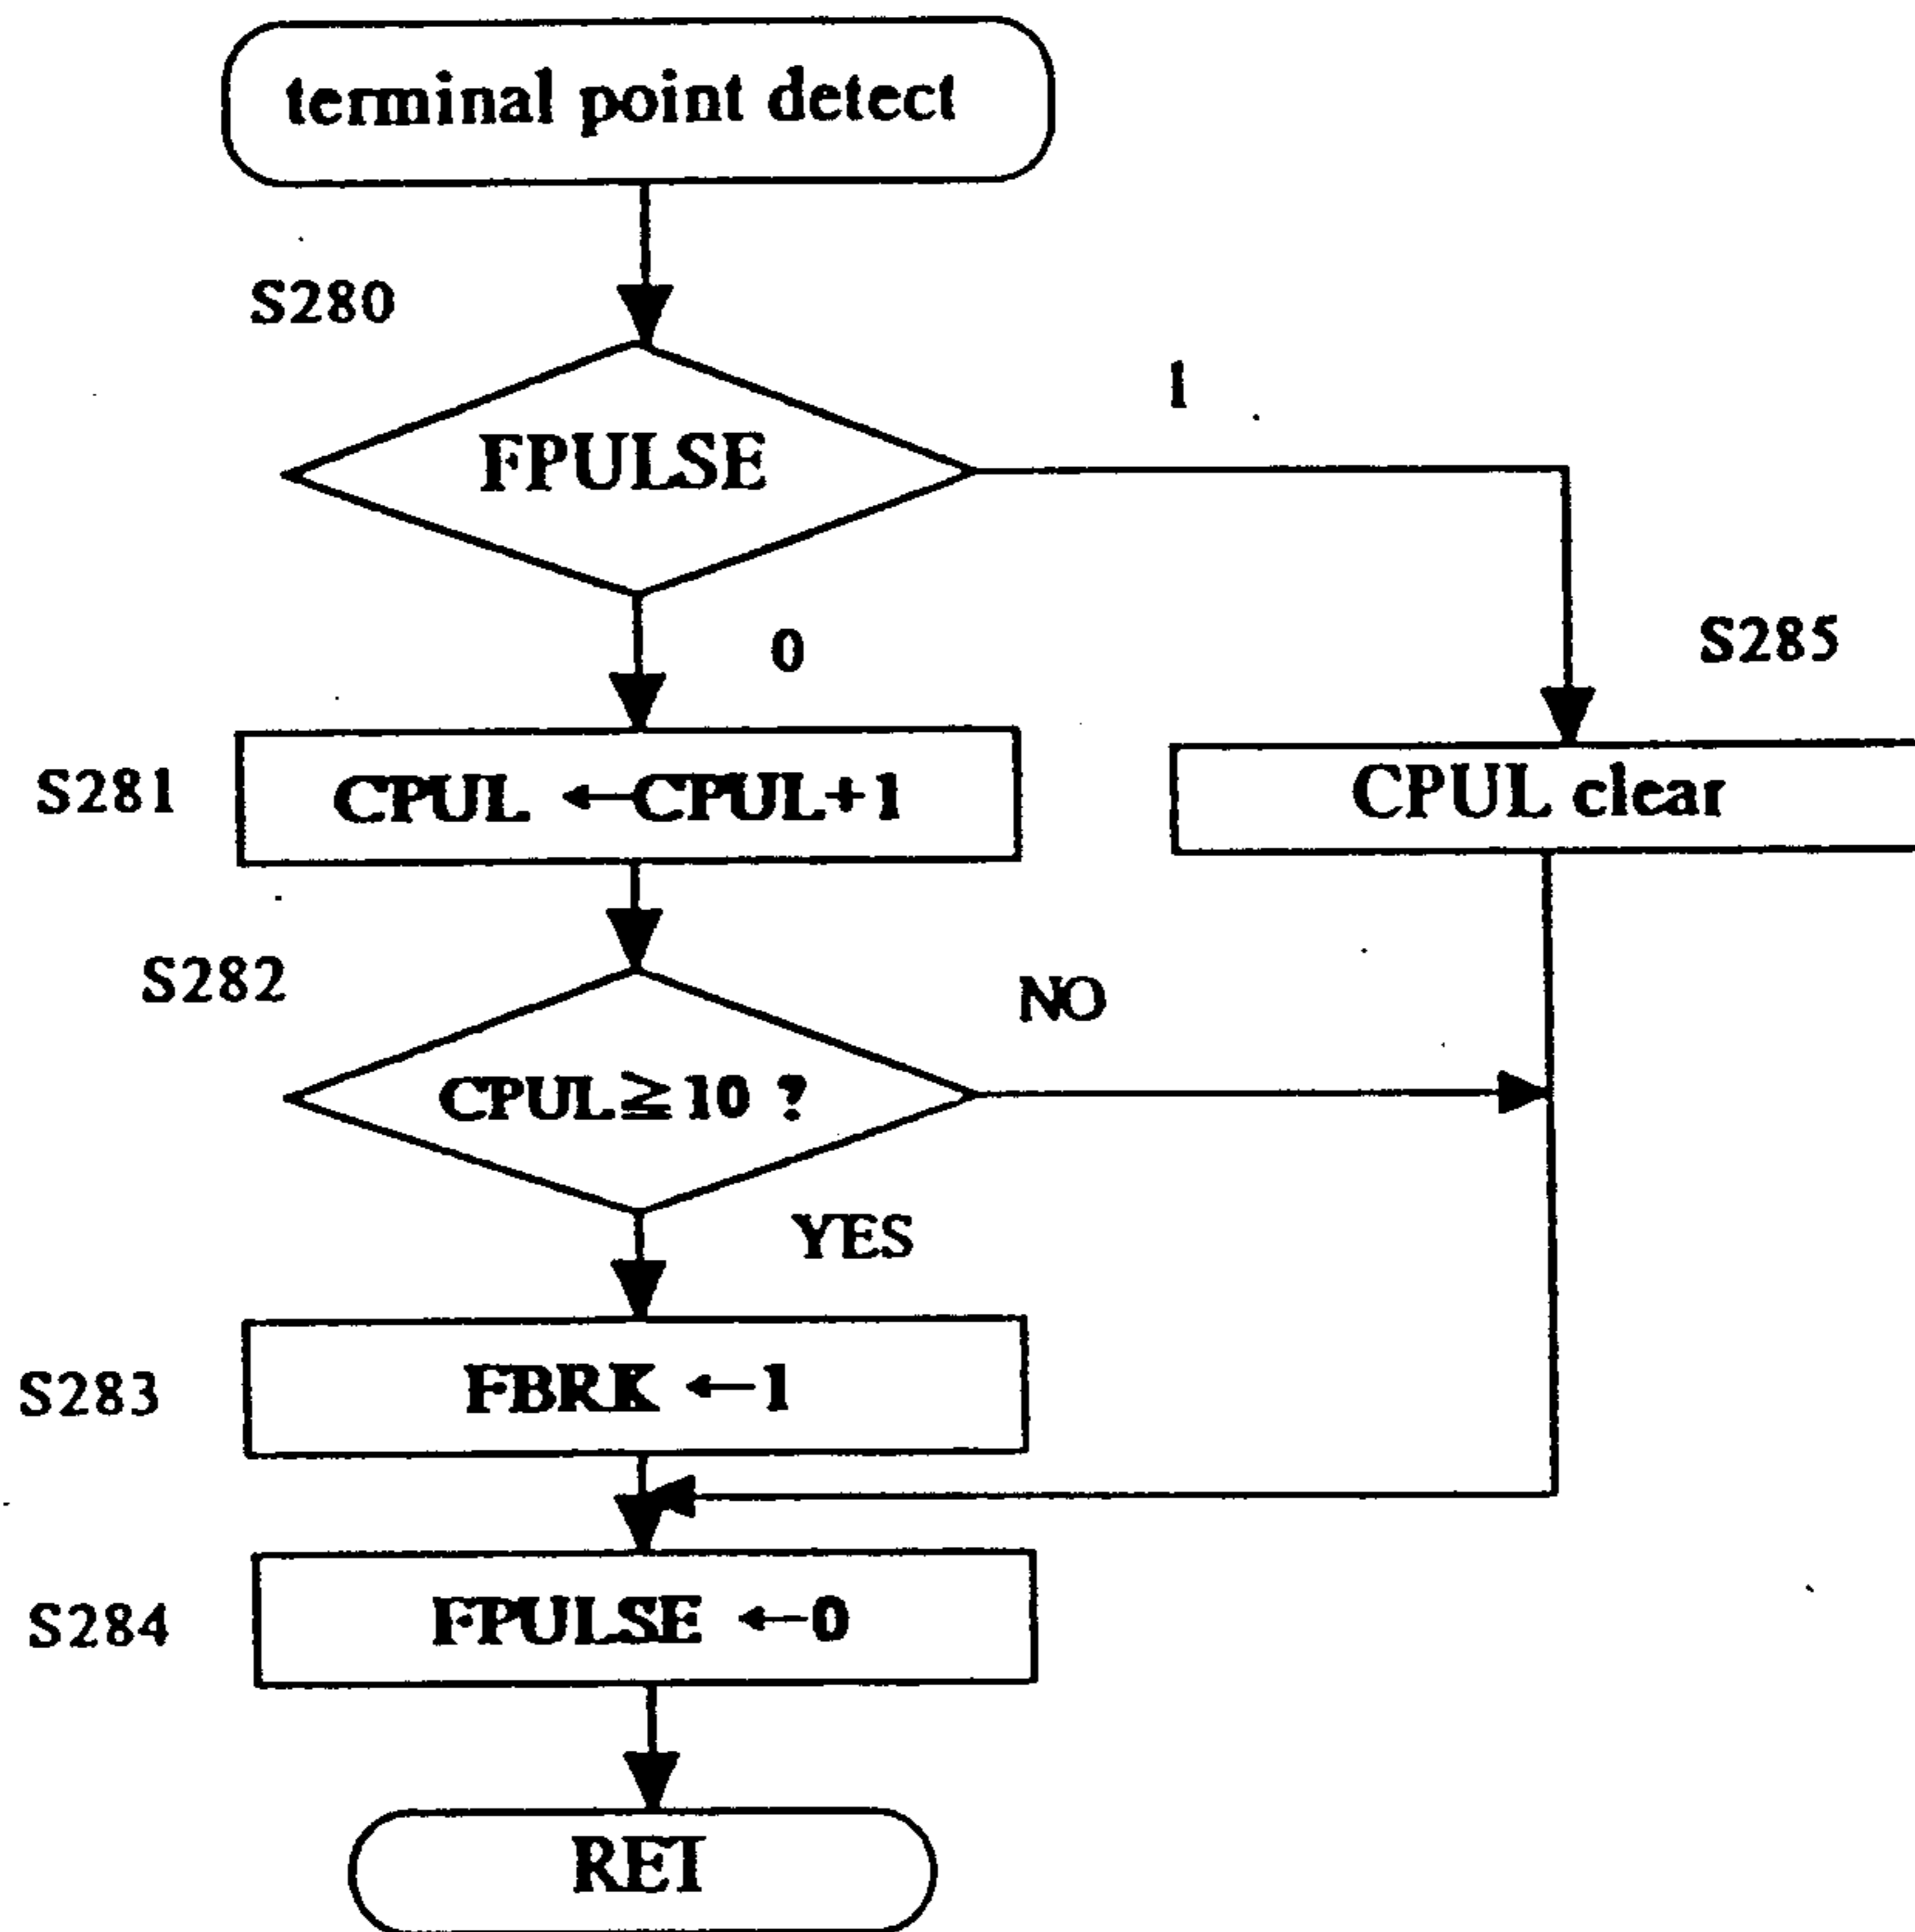 terminal point detect
S280
1
FPULSE
0
S285
S281
CPUL ←CPUL+1
CPUL clear
S282
NO
CPUL≧10 ?
YES
S283
FBRK ←1
S284
FPULSE ←0
RET